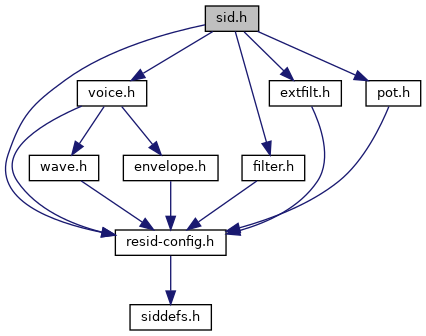 sid.h
voice.h
extfilt.h
pot.h
wave.h
envelope.h
filter.h
resid-config.h
siddefs.h